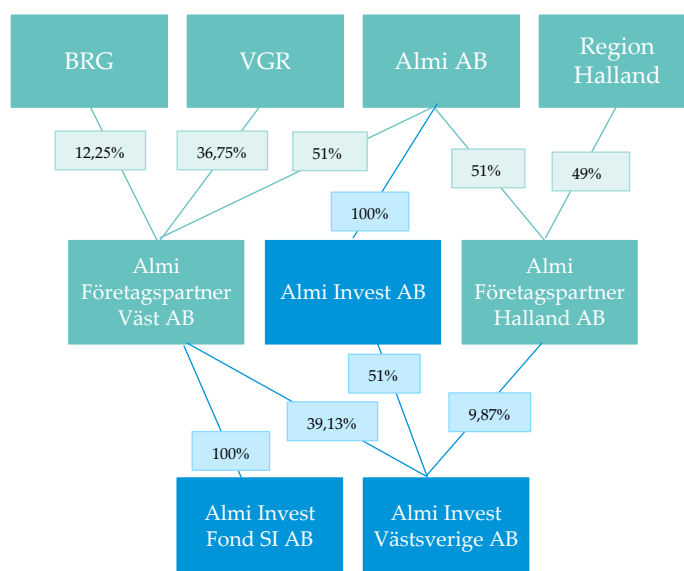 BRG
VGR
Almi AB
Region
Halland
12,25%
36,75%
51%
51%
49%
100%
Almi
Företagspartner
Väst AB
Almi Invest AB
Almi
Företagspartner
Halland AB
51%
39,13%
9,87%
100%
Almi Invest
Fond SI AB
Almi Invest
Västsverige AB